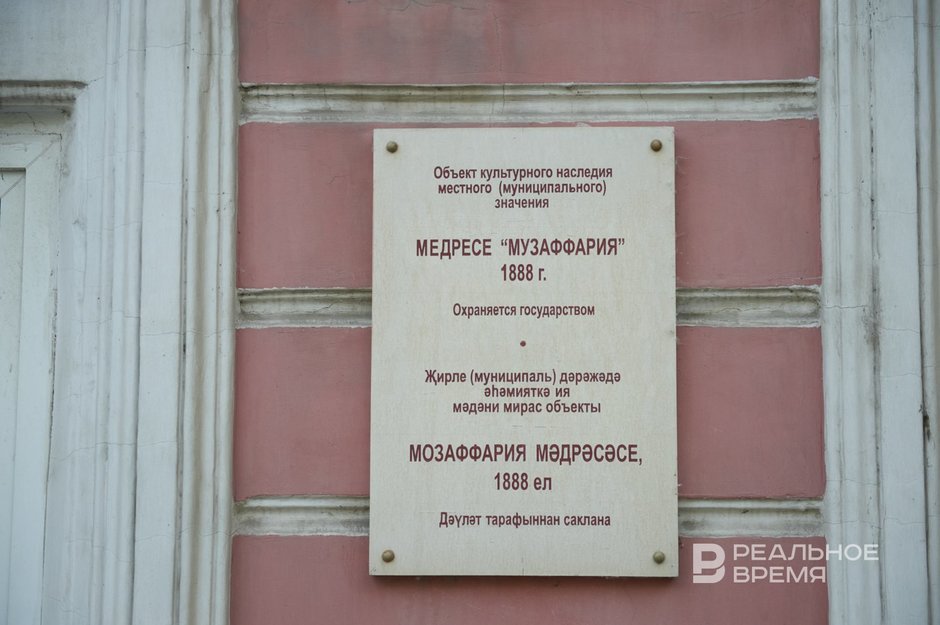 Объект культурного наследия
местного (муниципального)
значения
МЕДРЕСЕ "МУЗАФФАРИЯ"
1888 г.
Охраняется государством
•
Җирле (муниципаль) дәрәҗәдә
әһәмияткә ия
мәдәни мирас объекты
МОЗАФФАРИЯ МӘДРӘСӘСЕ,
1888 ел
Дәүләт тарафыннан саклана
РЕАЛЬНОЕ
ВРЕМЯ